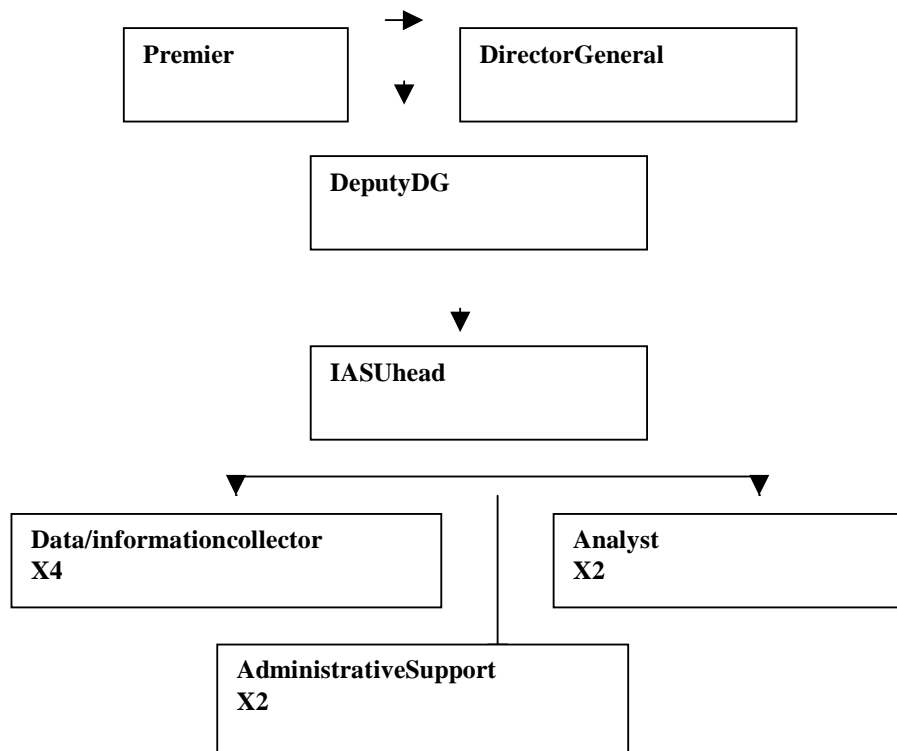 Premier
DirectorGeneral
DeputyDG
IASUhead
Data/informationcollector
X4
Analyst
X2
AdministrativeSupport
X2